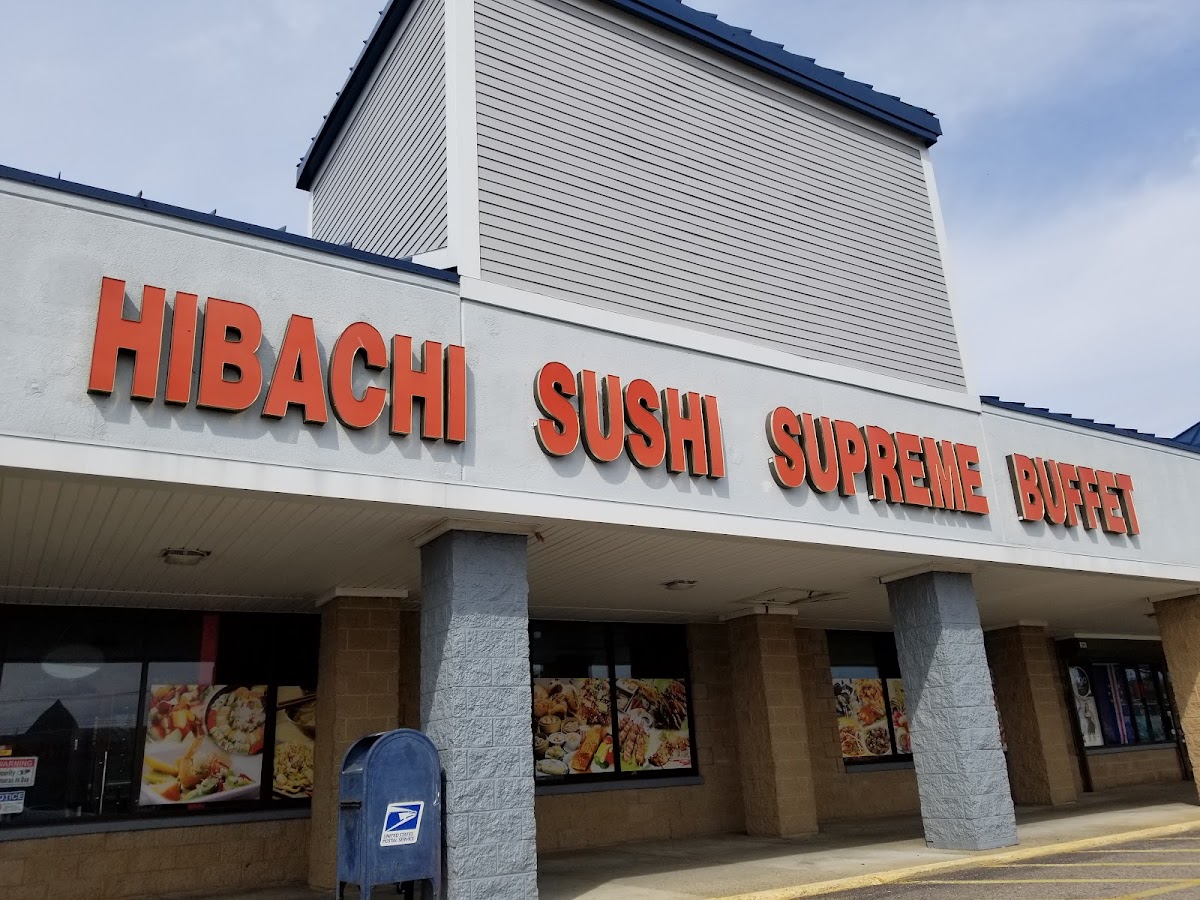 HIBACHI SUSHI SUPREME BUFFET
WARNING
NOTICE
UNITED STATES
POSTAL SERVICE